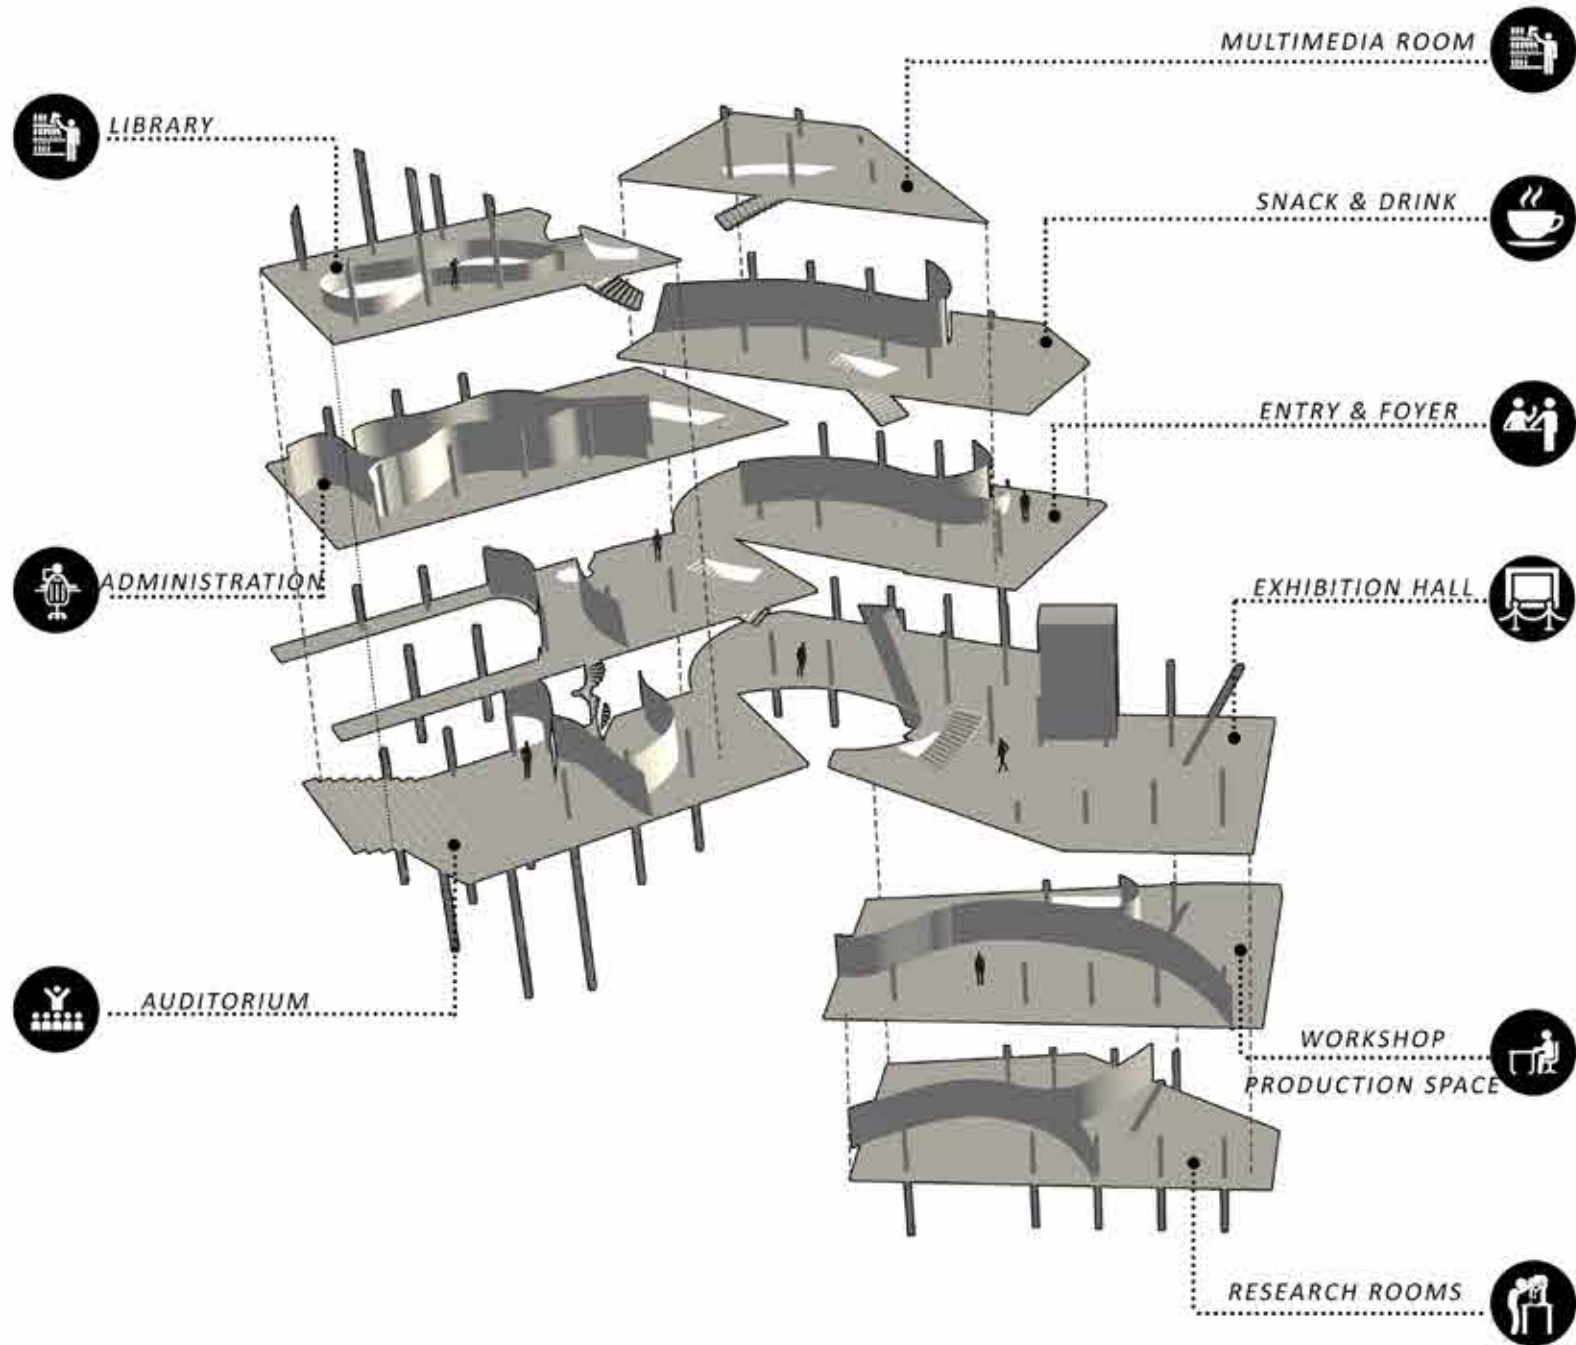 MULTIMEDIA ROOM
LIBRARY
SNACK & DRINK
ENTRY & FOYER
ADMINISTRATION
EXHIBITION HALL
AUDITORIUM
WORKSHOP
PRODUCTION SPACE
RESEARCH ROOMS